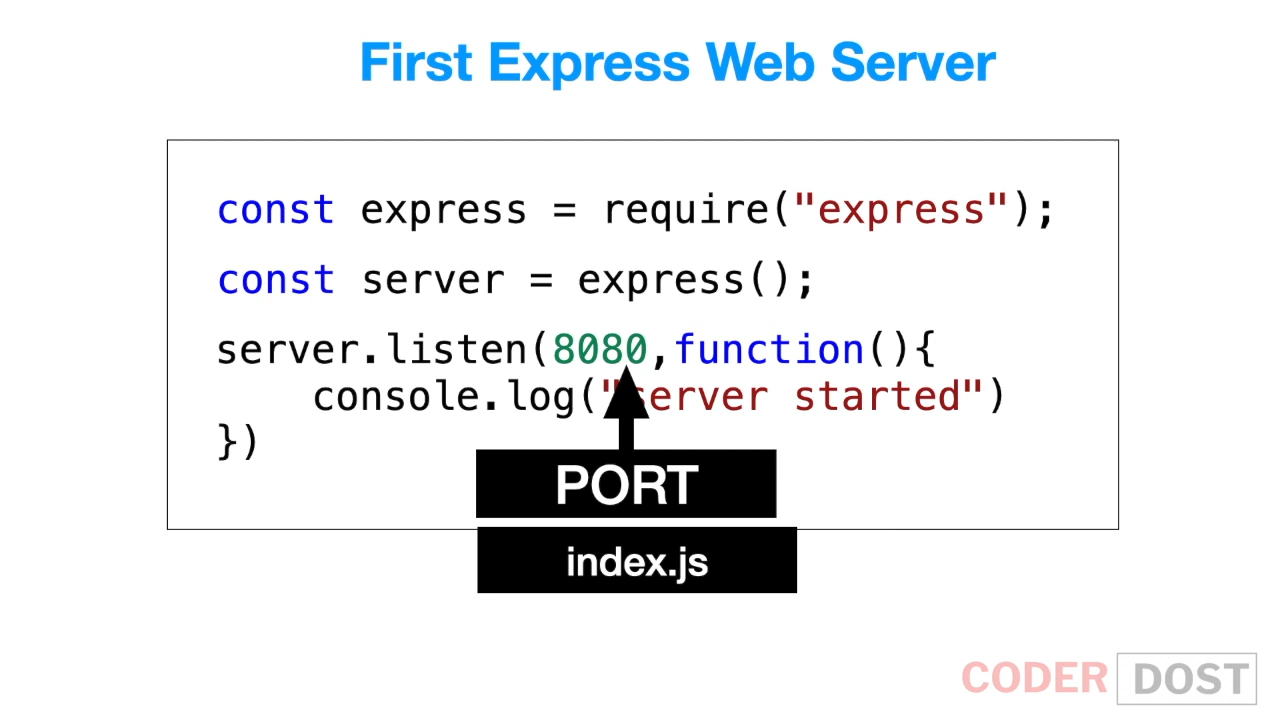 First Express Web Server
const express = require("express");
const server = express();
server.listen(8080,function(){
    console.log("server started")
})
PORT
index.js
CODER DOST